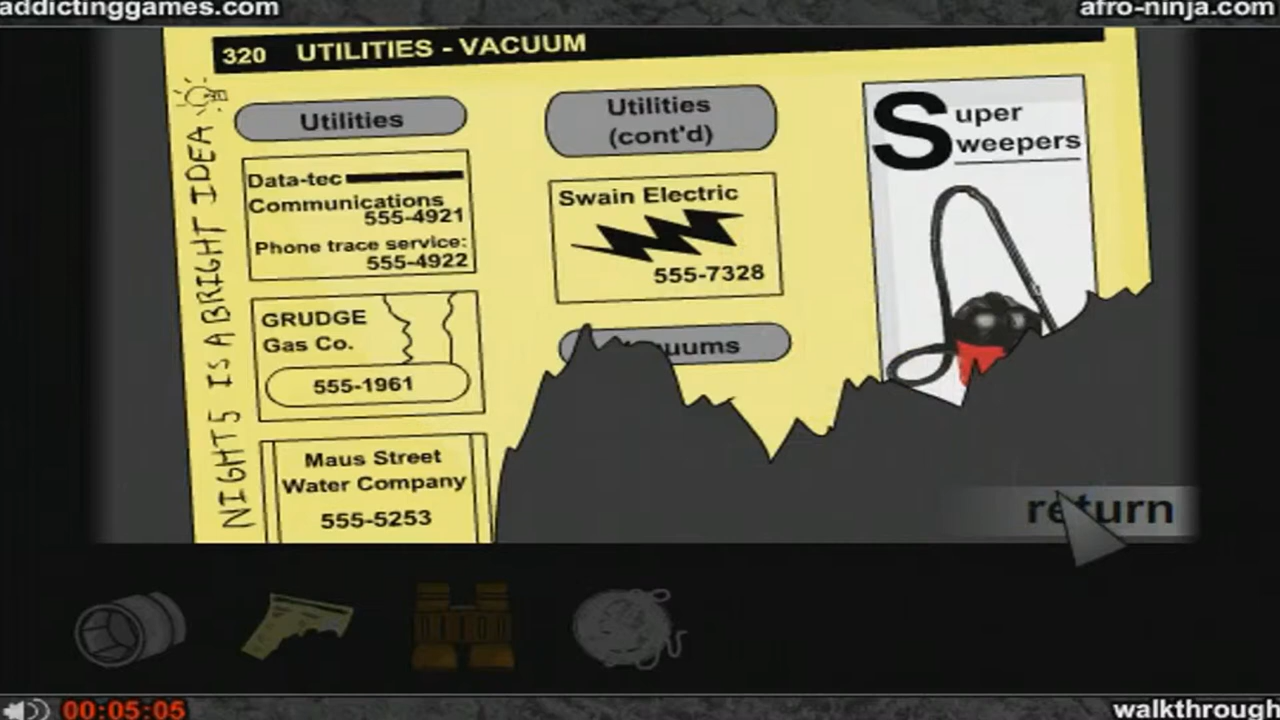 addictinggames.com
afro-ninja.com
320 UTILITIES - VACUUM
NIGHTS IS A BRIGHT IDEA
Utilities
Data-tec
Communications
555-4921
Phone trace service:
555-4922
GRUDGE
Gas Co.
555-1961
Maus Street
Water Company
555-5253
Utilities
(cont'd)
Swain Electric
555-7328
uums
Super
Sweepers
return
00:05:05
walkthrough